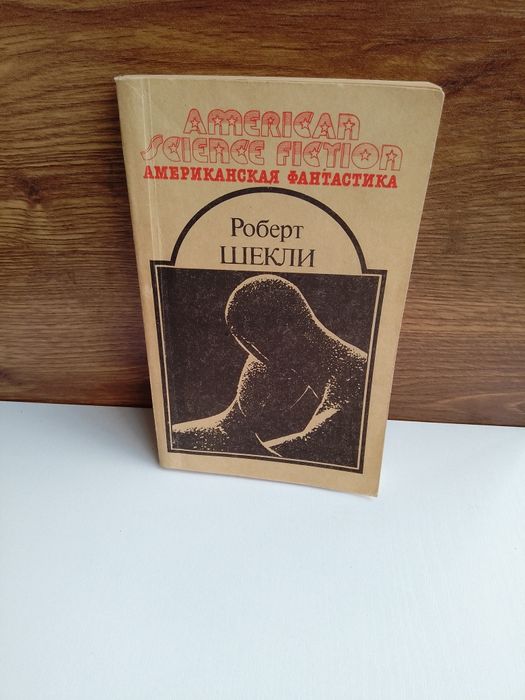 AMERICAN
SCIENCE FICTION
АМЕРИКАНСКАЯ ФАНТАСТИКА
Роберт
ШЕКЛИ